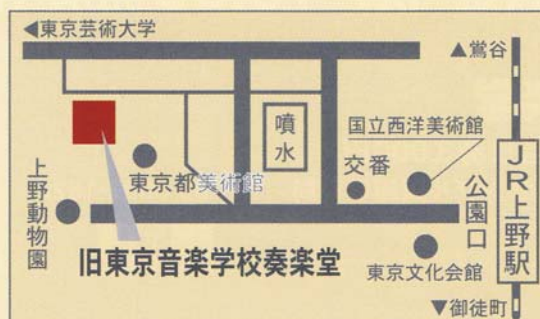 ◀東京芸術大学
▲鶯谷
噴水
国立西洋美術館
交番
JR上野駅
公園口
東京都美術館
上野動物園
旧東京音楽学校奏楽堂
東京文化会館
▼御徒町